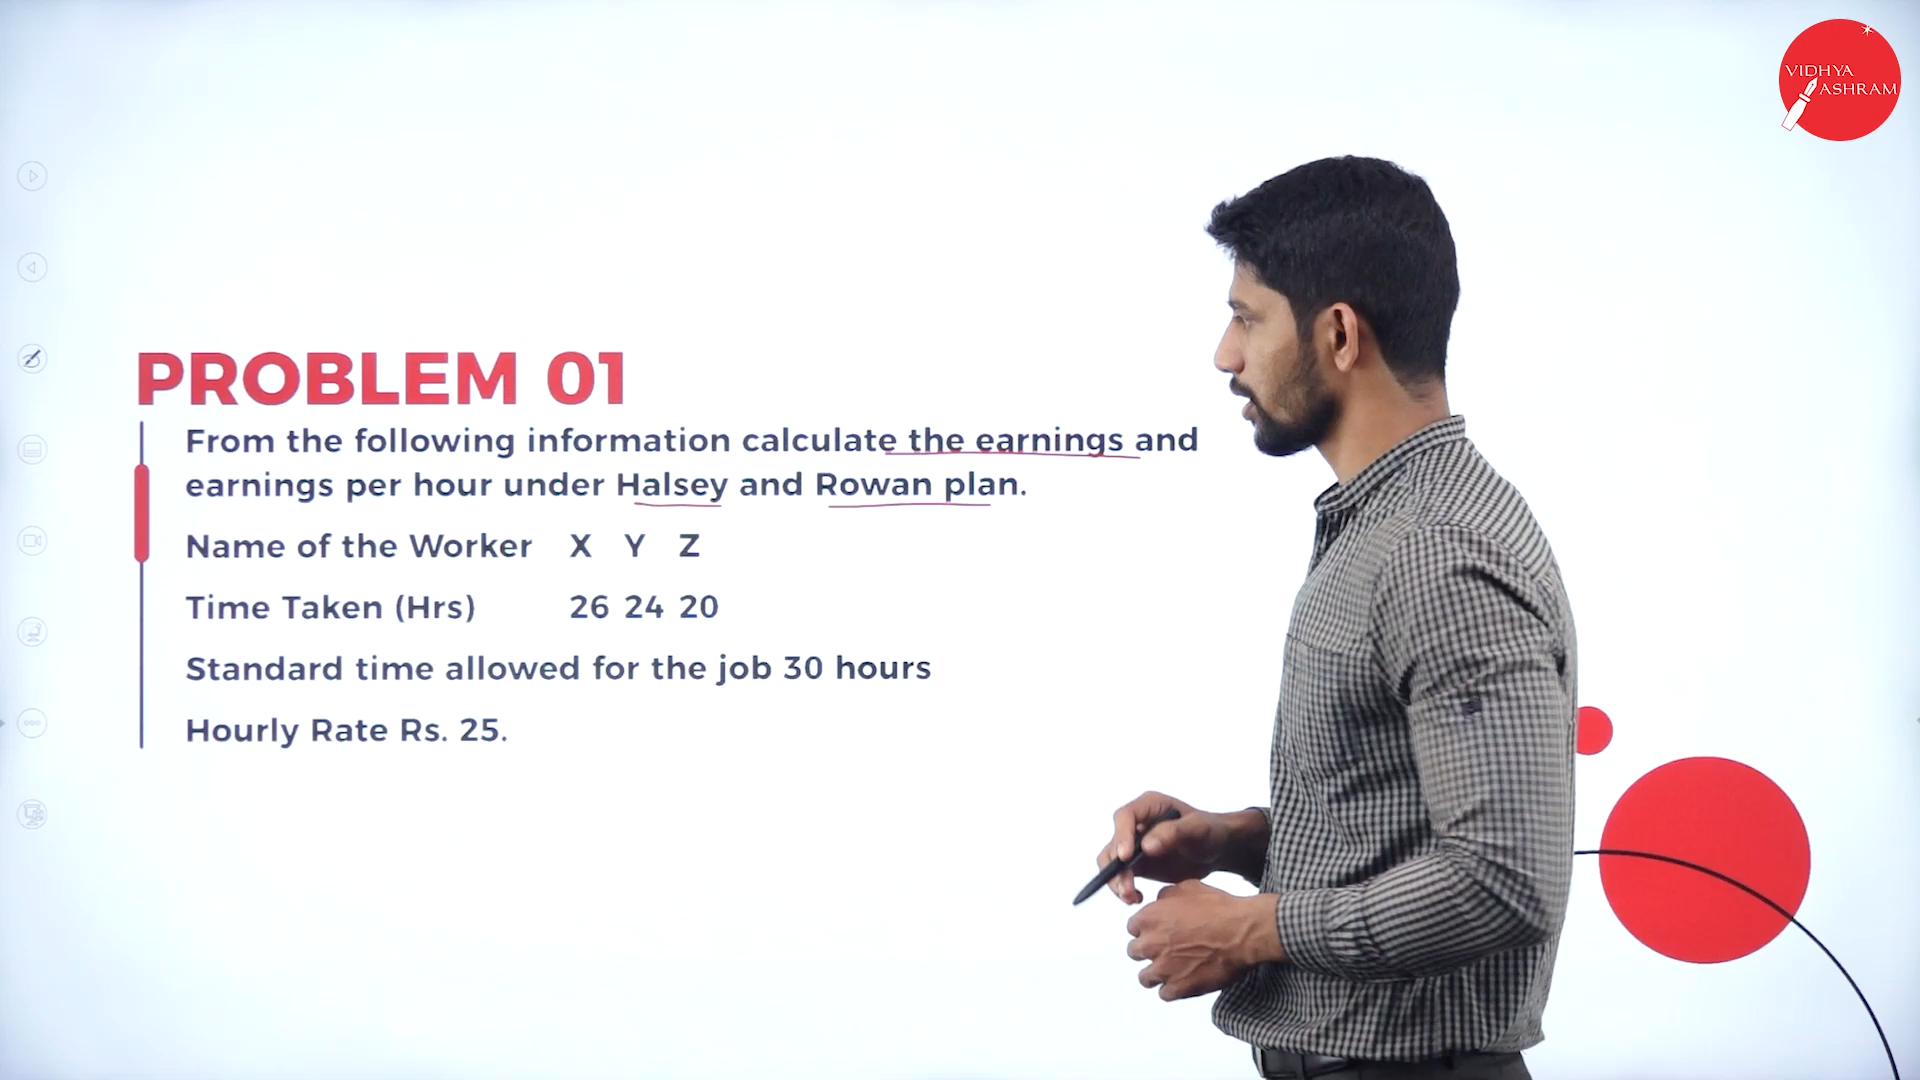 VIDHYA
ASHRAM
PROBLEM 01
From the following information calculate the earnings and
earnings per hour under Halsey and Rowan plan.
Name of the Worker X Y Z
Time Taken (Hrs) 26 24 20
Standard time allowed for the job 30 hours
Hourly Rate Rs. 25.